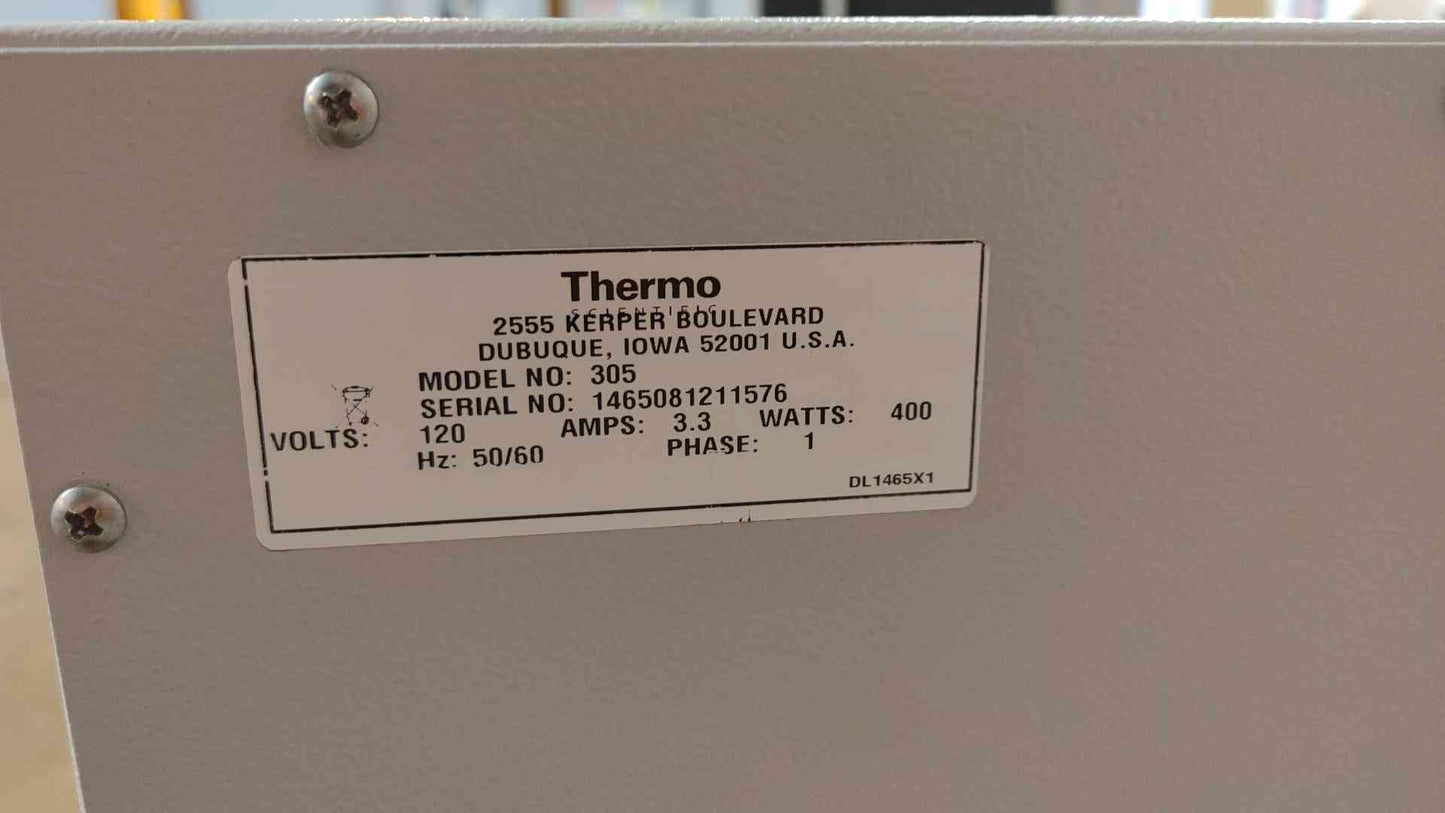 Thermo
SCIENTIFIC
2555 KERPER BOULEVARD
DUBUQUE, IOWA 52001 U.S.A.
MODEL NO: 305
SERIAL NO: 1465081211576
VOLTS: 120 AMPS: 3.3 WATTS: 400
Hz: 50/60 PHASE: 1
DL1465X1